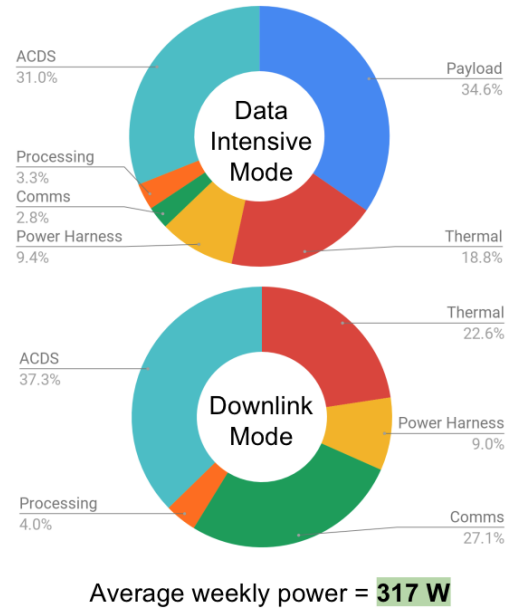 ACDS
31.0%
Payload
34.6%
Data
Intensive
Mode
Processing
3.3%
Comms
2.8%
Power Harness
9.4%
Thermal
18.8%
Thermal
22.6%
ACDS
37.3%
Downlink
Mode
Power Harness
9.0%
Processing
4.0%
Comms
27.1%
Average weekly power = 317 W